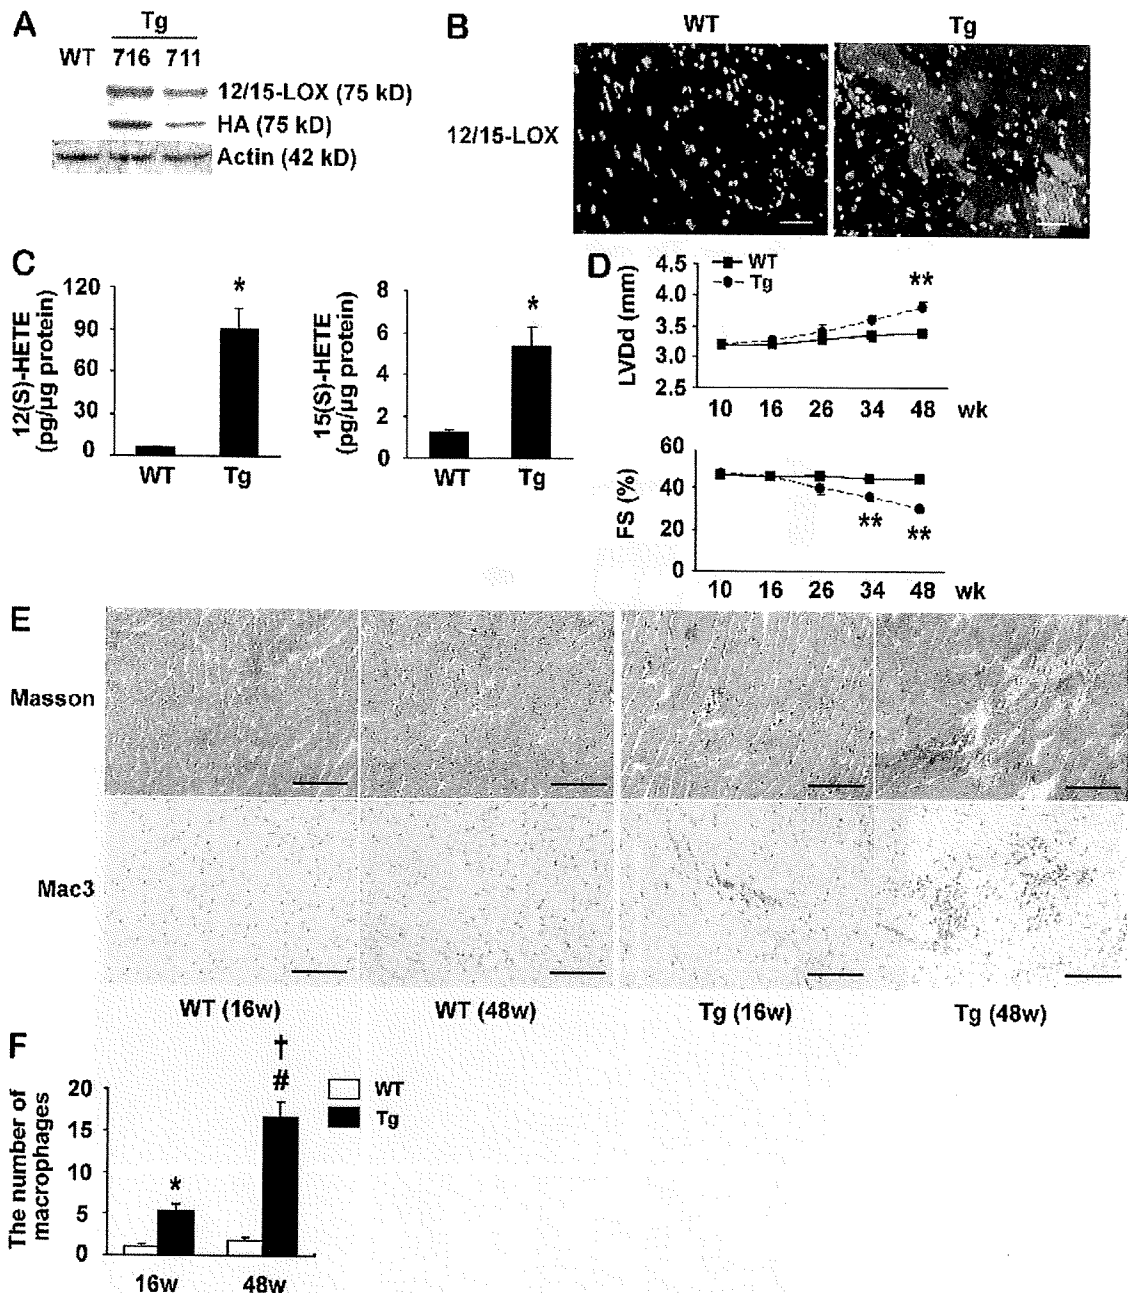 A
Tg
WT 716 711
12/15-LOX (75 kD)
HA (75 kD)
Actin (42 kD)
B
WT Tg
12/15-LOX
C
12(S)-HETE
(pg/µg protein)
120
90
60
30
0
*
WT Tg
15(S)-HETE
(pg/µg protein)
8
6
4
2
0
*
WT Tg
D
LVDd (mm)
4.5
4.0
3.5
3.0
2.5
WT
Tg
**
10 16 26 34 48 wk
FS (%)
60
40
20
0
** **
10 16 26 34 48 wk
E
Masson
Mac3
WT (16w) WT (48w) Tg (16w) Tg (48w)
F
The number of
macrophages
20
15
10
5
0
*
†
#
WT
Tg
16w 48w